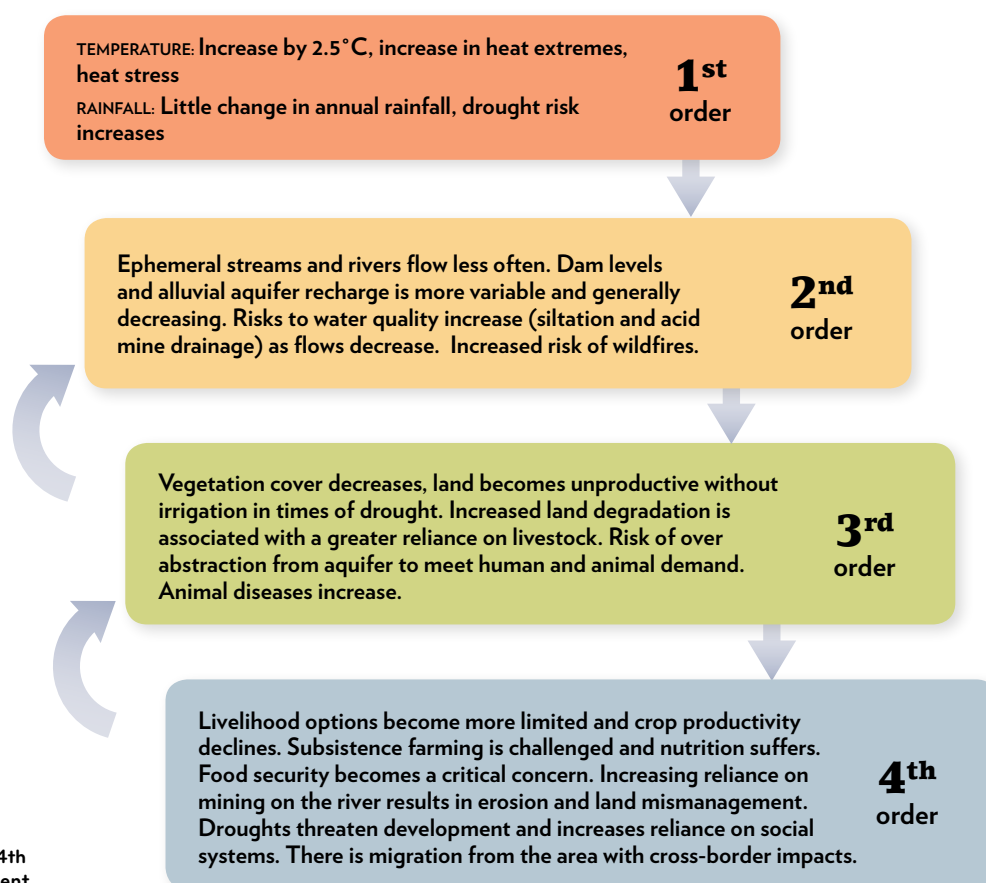 TEMPERATURE: Increase by 2.5°C, increase in heat extremes,
heat stress
RAINFALL: Little change in annual rainfall, drought risk
increases
1st
order
Ephemeral streams and rivers flow less often. Dam levels
and alluvial aquifer recharge is more variable and generally
decreasing. Risks to water quality increase (siltation and acid
mine drainage) as flows decrease. Increased risk of wildfires.
2nd
order
Vegetation cover decreases, land becomes unproductive without
irrigation in times of drought. Increased land degradation is
associated with a greater reliance on livestock. Risk of over
abstraction from aquifer to meet human and animal demand.
Animal diseases increase.
3rd
order
Livelihood options become more limited and crop productivity
declines. Subsistence farming is challenged and nutrition suffers.
Food security becomes a critical concern. Increasing reliance on
mining on the river results in erosion and land mismanagement.
Droughts threaten development and increases reliance on social
systems. There is migration from the area with cross-border impacts.
4th
order
4th